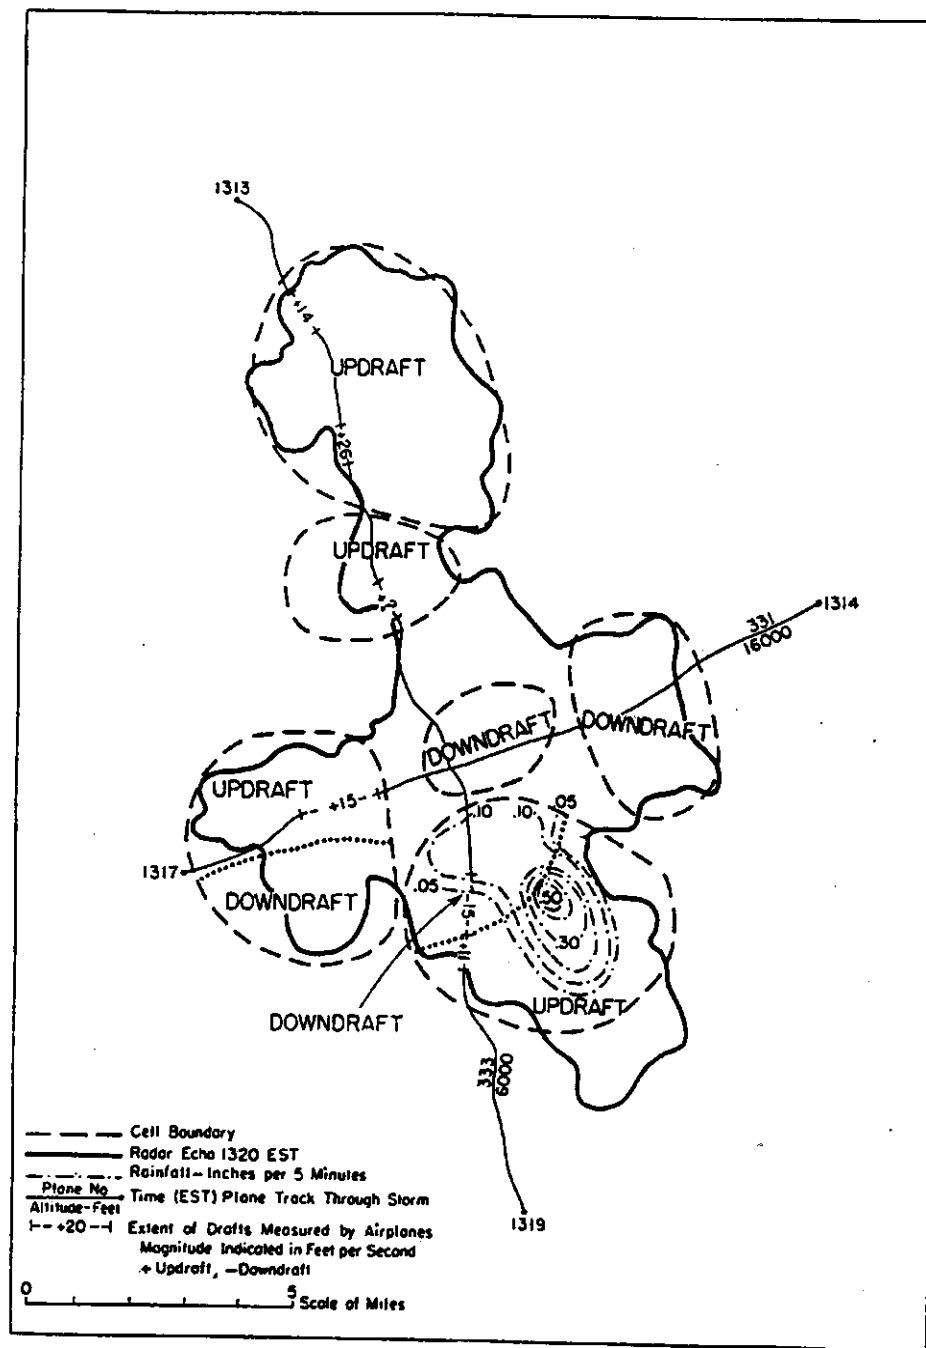 1313
+14
UPDRAFT
+26
UPDRAFT
1314
331
16000
DOWNDRAFT
DOWNDRAFT
UPDRAFT
+15
.10
.10
.05
1317
.05
DOWNDRAFT
.50
-15-
.30
+11
UPDRAFT
DOWNDRAFT
333
6000
Cell Boundary
Radar Echo 1320 EST
Rainfall-Inches per 5 Minutes
Plane No
Altitude-Feet
Time (EST) Plane Track Through Storm
+20
Extent of Drafts Measured by Airplanes
Magnitude Indicated in Feet per Second
+ Updraft, -Downdraft
1319
0
5
Scale of Miles